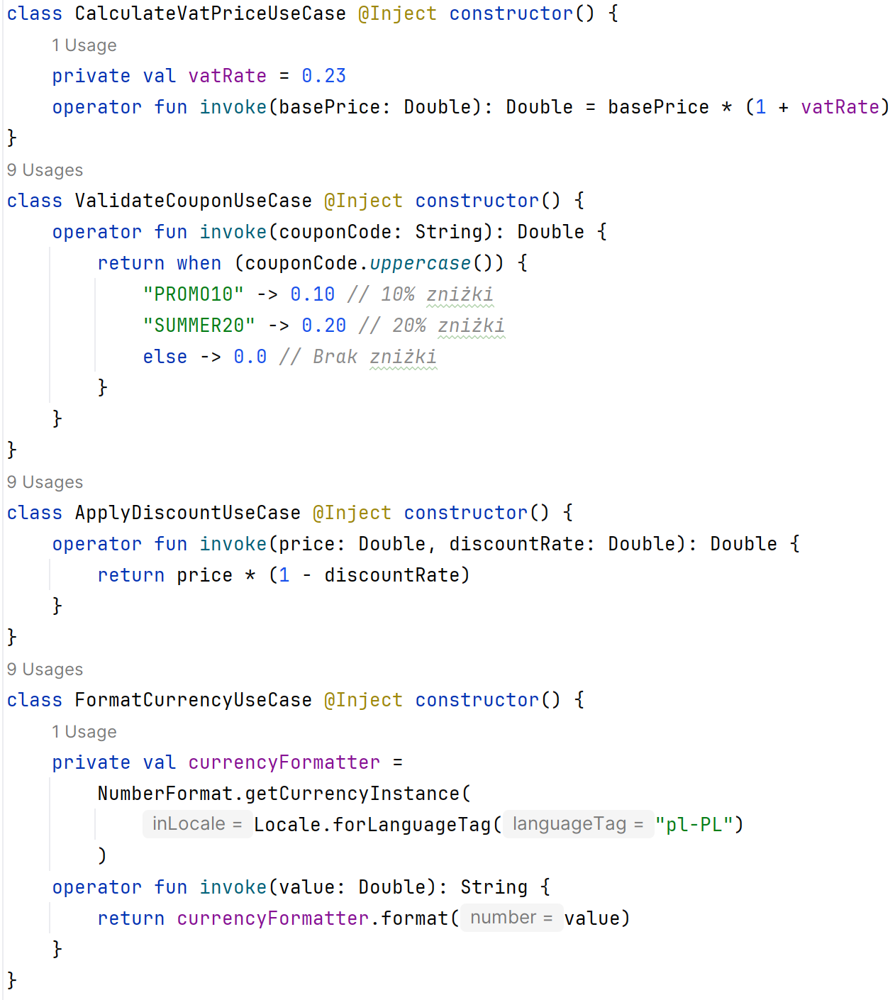 class CalculateVatPriceUseCase @Inject constructor() {
1 Usage
private val vatRate = 0.23
operator fun invoke(basePrice: Double): Double = basePrice * (1 + vatRate)
}
9 Usages
class ValidateCouponUseCase @Inject constructor() {
operator fun invoke(couponCode: String): Double {
return when (couponCode.uppercase()) {
"PROMO10" -> 0.10 // 10% zniżki
"SUMMER20" -> 0.20 // 20% zniżki
else -> 0.0 // Brak zniżki
}
}
}
9 Usages
class ApplyDiscountUseCase @Inject constructor() {
operator fun invoke(price: Double, discountRate: Double): Double {
return price * (1 - discountRate)
}
}
9 Usages
class FormatCurrencyUseCase @Inject constructor() {
1 Usage
private val currencyFormatter =
NumberFormat.getCurrencyInstance(
inLocale = Locale.forLanguageTag( languageTag = "pl-PL")
)
operator fun invoke(value: Double): String {
return currencyFormatter.format( number = value)
}
}